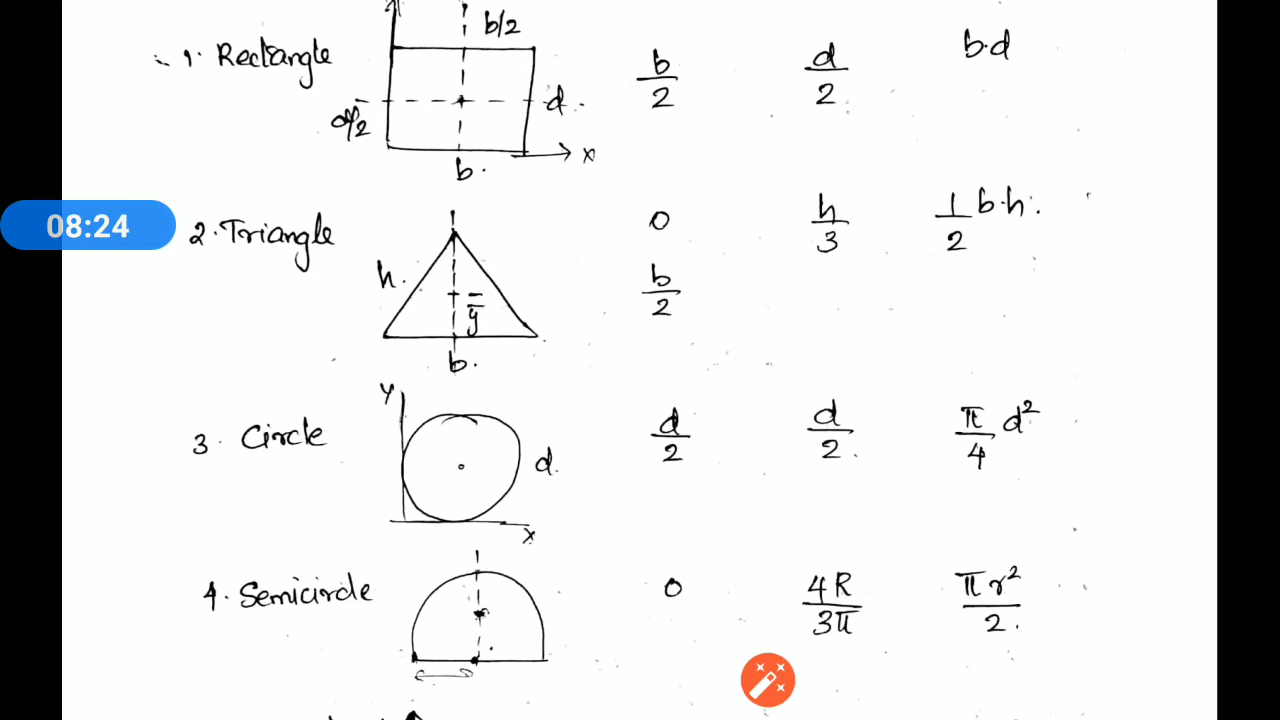 b/2
1. Rectangle
b/2
d/2
b·d
d/2
d.
x
b.
08:24
2. Triangle
h.
0
h/3
1/2 b·h.
b/2
ȳ
b.
y
3. Circle
d.
d/2
d/2.
π/4 d²
x
4. Semicircle
0
4R/3π
πr²/2.